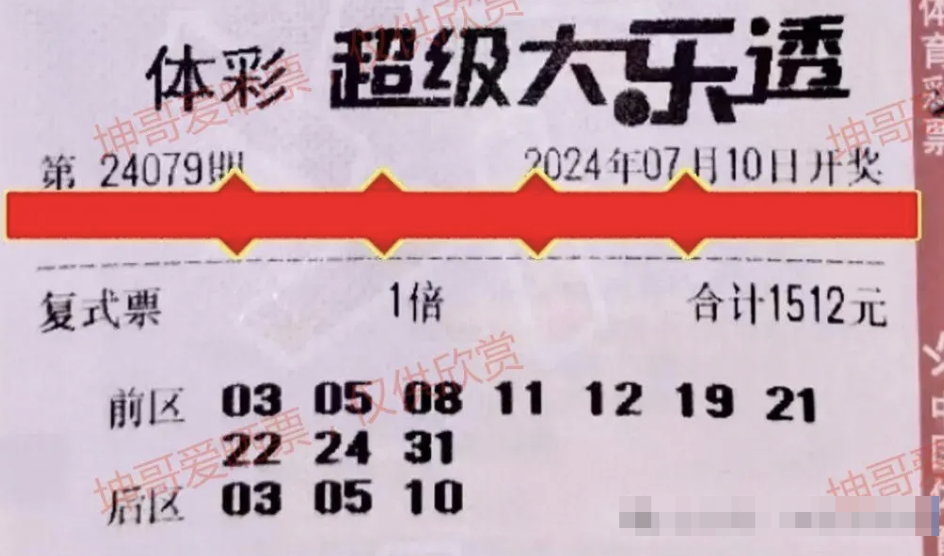 体彩 超级大乐透
第 24079期 2024年07月10日开奖
复式票 1倍 合计1512元
前区 03 05 08 11 12 19 21
22 24 31
后区 03 05 10
坤哥爱彩票 仅供欣赏
坤哥爱彩票 仅供欣赏
坤哥
坤哥
体育彩票
中国体